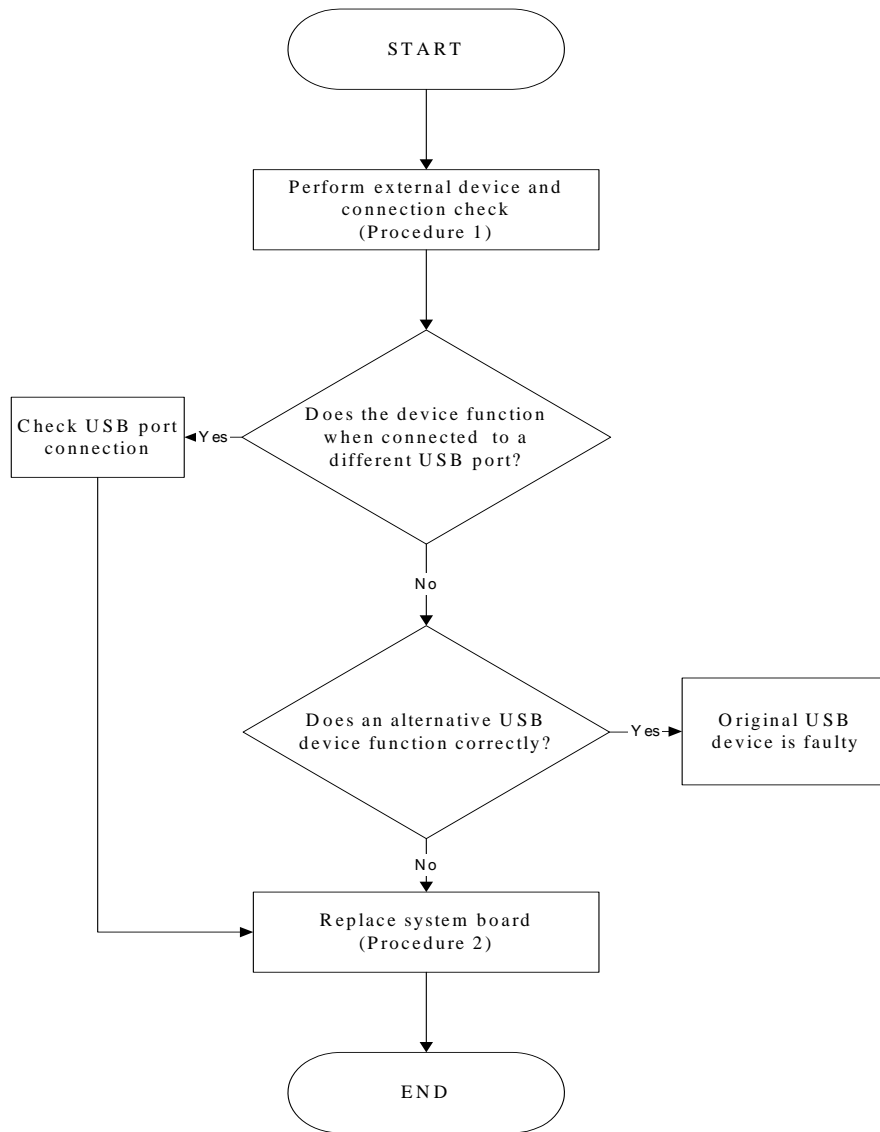 START
Perform external device and
connection check
(Procedure 1)
Does the device function
when connected to a
different USB port?
Yes
Check USB port
connection
No
Does an alternative USB
device function correctly?
Yes
Original USB
device is faulty
No
Replace system board
(Procedure 2)
END